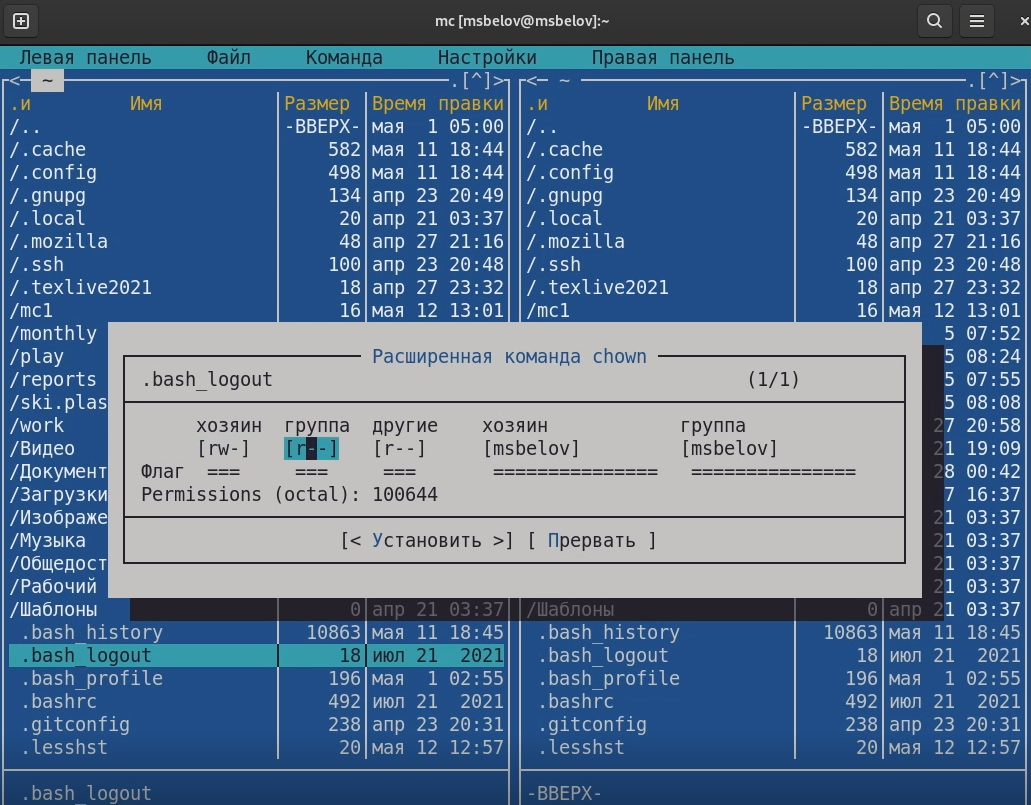 mc [msbelov@msbelov]:~
Левая панель Файл Команда Настройки Правая панель
<- ~ .[^]> <- ~ .[^]>
.и Имя Размер Время правки .и Имя Размер Время правки
/.. -ВВЕРХ- мая 1 05:00 /.. -ВВЕРХ- мая 1 05:00
/.cache 582 мая 11 18:44 /.cache 582 мая 11 18:44
/.config 498 мая 11 18:44 /.config 498 мая 11 18:44
/.gnupg 134 апр 23 20:49 /.gnupg 134 апр 23 20:49
/.local 20 апр 21 03:37 /.local 20 апр 21 03:37
/.mozilla 48 апр 27 21:16 /.mozilla 48 апр 27 21:16
/.ssh 100 апр 23 20:48 /.ssh 100 апр 23 20:48
/.texlive2021 18 апр 27 23:32 /.texlive2021 18 апр 27 23:32
/mc1 16 мая 12 13:01 /mc1 16 мая 12 13:01
/monthly 5 07:52
/play Расширенная команда chown 5 08:24
/reports .bash_logout (1/1) 5 07:55
/ski.plas 5 08:08
/work хозяин группа другие хозяин группа 27 20:58
/Видео [rw-] [r--] [r--] [msbelov] [msbelov] 21 19:09
/Документ Флаг === === === =============== =============== 28 00:42
/Загрузки Permissions (octal): 100644 7 16:37
/Изображе 21 03:37
/Музыка [< Установить >] [ Прервать ] 21 03:37
/Общедост 21 03:37
/Рабочий 21 03:37
/Шаблоны 0 апр 21 03:37 /Шаблоны 0 апр 21 03:37
.bash_history 10863 мая 11 18:45 .bash_history 10863 мая 11 18:45
.bash_logout 18 июл 21 2021 .bash_logout 18 июл 21 2021
.bash_profile 196 мая 1 02:55 .bash_profile 196 мая 1 02:55
.bashrc 492 июл 21 2021 .bashrc 492 июл 21 2021
.gitconfig 238 апр 23 20:31 .gitconfig 238 апр 23 20:31
.lesshst 20 мая 12 12:57 .lesshst 20 мая 12 12:57
.bash_logout -ВВЕРХ-